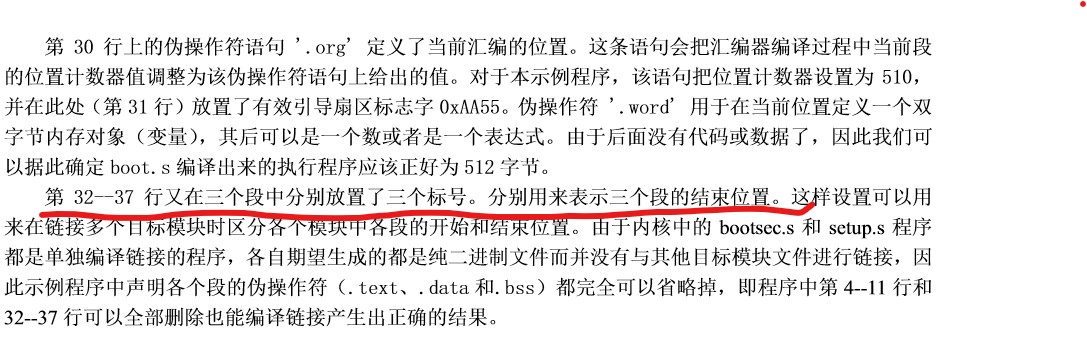 第 30 行上的伪操作符语句 '.org' 定义了当前汇编的位置。这条语句会把汇编器编译过程中当前段
的位置计数器值调整为该伪操作符语句上给出的值。对于本示例程序，该语句把位置计数器设置为 510，
并在此处（第 31 行）放置了有效引导扇区标志字 0xAA55。伪操作符 '.word' 用于在当前位置定义一个双
字节内存对象（变量），其后可以是一个数或者是一个表达式。由于后面没有代码或数据了，因此我们可
以据此确定 boot.s 编译出来的执行程序应该正好为 512 字节。
第 32--37 行又在三个段中分别放置了三个标号。分别用来表示三个段的结束位置。这样设置可以用
来在链接多个目标模块时区分各个模块中各段的开始和结束位置。由于内核中的 bootsec.s 和 setup.s 程序
都是单独编译链接的程序，各自期望生成的都是纯二进制文件而并没有与其他目标模块文件进行链接，因
此示例程序中声明各个段的伪操作符（.text、.data 和.bss）都完全可以省略掉，即程序中第 4--11 行和
32--37 行可以全部删除也能编译链接产生出正确的结果。